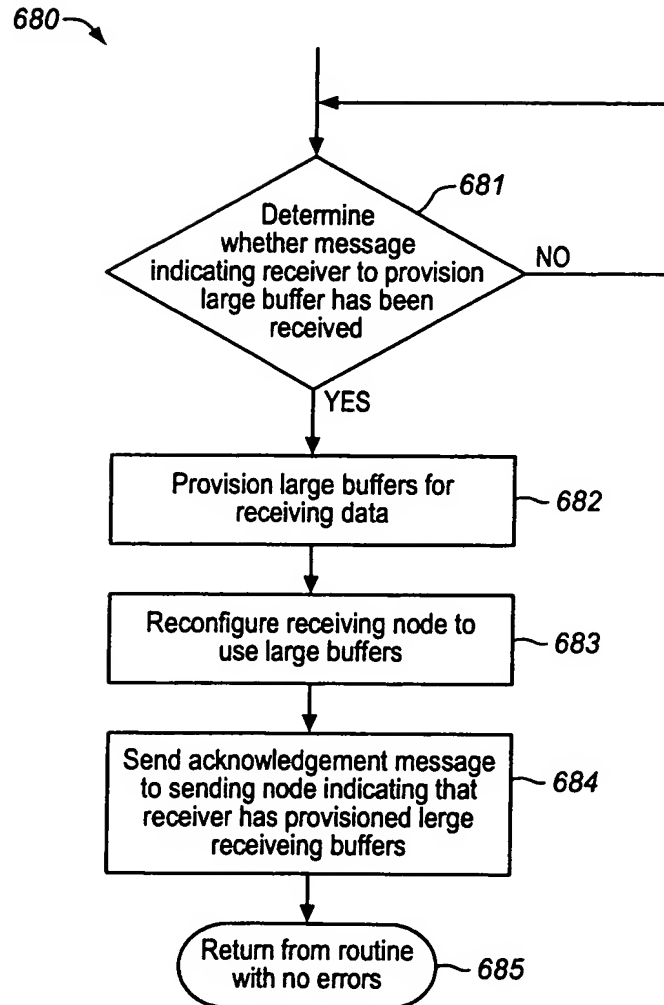 680
681
Determine
whether message
indicating receiver to provision
large buffer has been
received
NO
YES
Provision large buffers for
receiving data
682
Reconfigure receiving node to
use large buffers
683
Send acknowledgement message
to sending node indicating that
receiver has provisioned lerge
receiveing buffers
684
Return from routine
with no errors
685